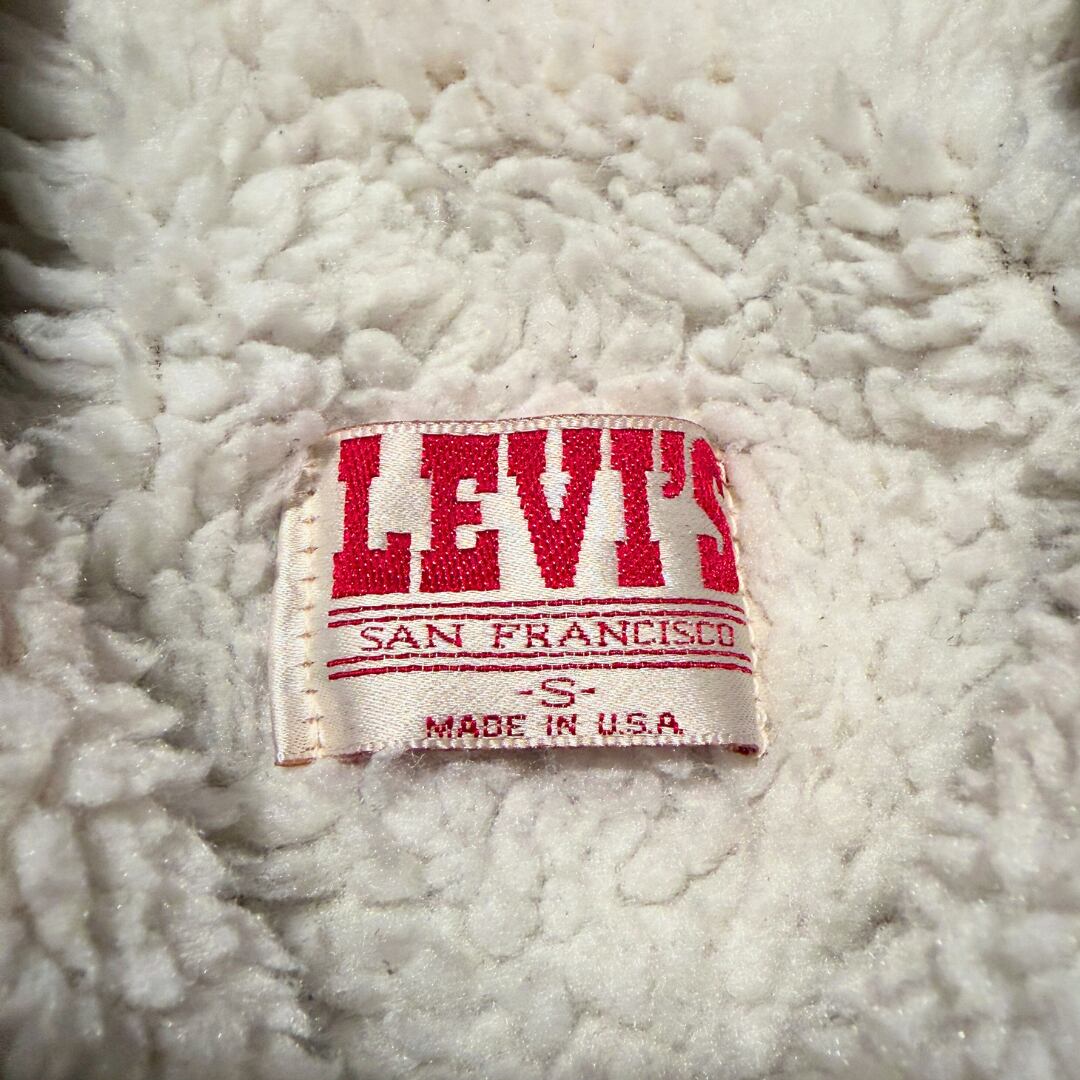 LEVI'S
SAN FRANCISCO
-S-
MADE IN U.S.A.